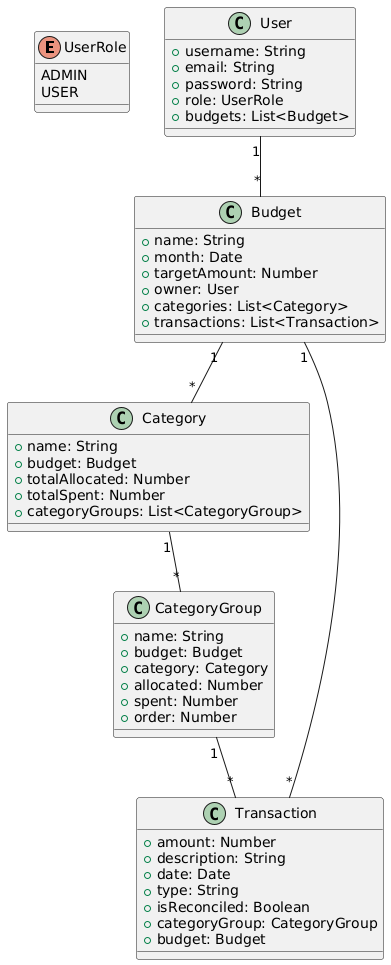 E UserRole
ADMIN
USER
C User
username: String
email: String
password: String
role: UserRole
budgets: List<Budget>
1
*
C Budget
name: String
month: Date
targetAmount: Number
owner: User
categories: List<Category>
transactions: List<Transaction>
1
1
*
C Category
name: String
budget: Budget
totalAllocated: Number
totalSpent: Number
categoryGroups: List<CategoryGroup>
1
*
C CategoryGroup
name: String
budget: Budget
category: Category
allocated: Number
spent: Number
order: Number
1
*
*
C Transaction
amount: Number
description: String
date: Date
type: String
isReconciled: Boolean
categoryGroup: CategoryGroup
budget: Budget